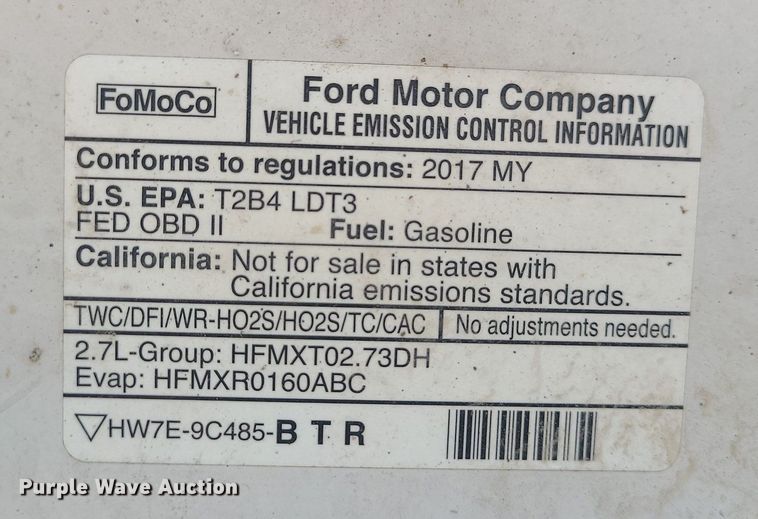 FoMoCo
Ford Motor Company
VEHICLE EMISSION CONTROL INFORMATION
Conforms to regulations: 2017 MY
U.S. EPA: T2B4 LDT3
FED OBD II Fuel: Gasoline
California: Not for sale in states with
California emissions standards.
TWC/DFI/WR-HO2S/HO2S/TC/CAC No adjustments needed.
2.7L-Group: HFMXT02.73DH
Evap: HFMXR0160ABC
HW7E-9C485-B T R
Purple Wave Auction